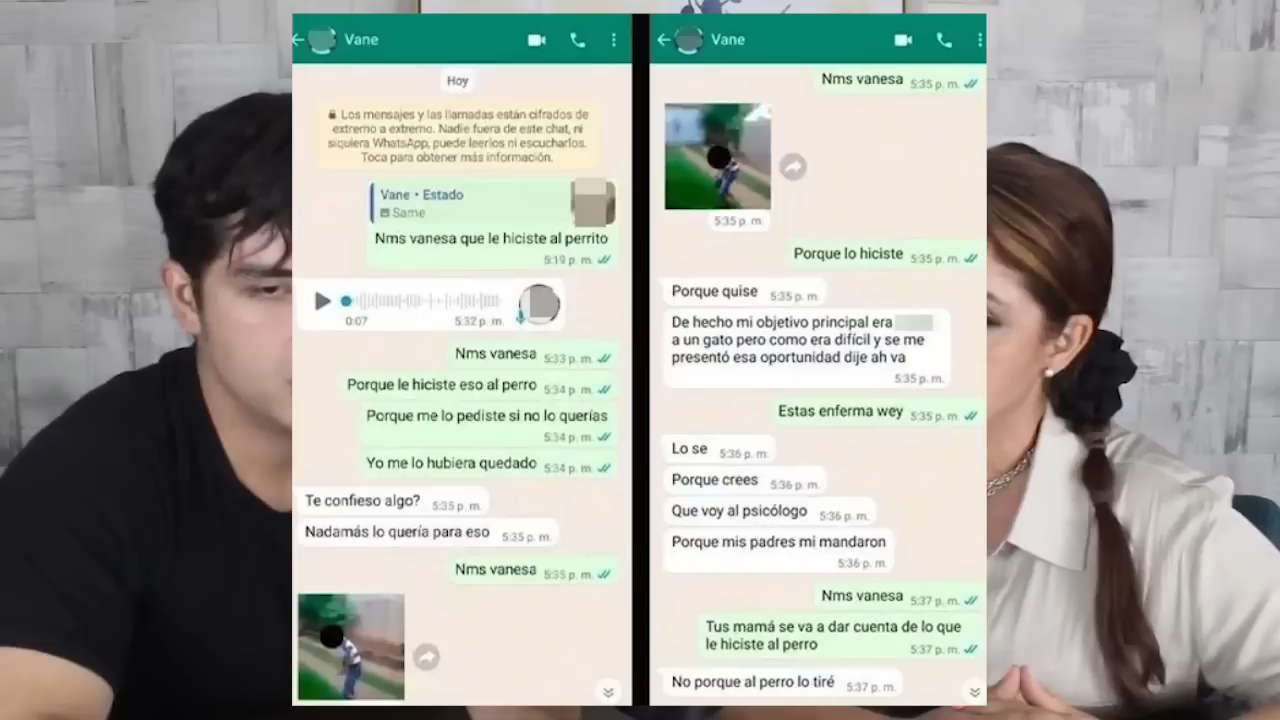 Vane
Hoy
Los mensajes y las llamadas están cifrados de
extremo a extremo. Nadie fuera de este chat, ni
siquiera WhatsApp, puede leerlos ni escucharlos.
Toca para obtener más información.
Vane • Estado
Same
Nms vanesa que le hiciste al perrito
5:19 p. m.
0:07 5:32 p. m.
Nms vanesa 5:33 p. m.
Porque le hiciste eso al perro 5:34 p. m.
Porque me lo pediste si no lo querías
5:34 p. m.
Yo me lo hubiera quedado 5:34 p. m.
Te confieso algo? 5:35 p. m.
Nadamás lo quería para eso 5:35 p. m.
Nms vanesa 5:35 p. m.
Vane
Nms vanesa 5:35 p. m.
5:35 p. m.
Porque lo hiciste 5:35 p. m.
Porque quise 5:35 p. m.
De hecho mi objetivo principal era
a un gato pero como era difícil y se me
presentó esa oportunidad dije ah va
5:35 p. m.
Estas enferma wey 5:35 p. m.
Lo se 5:36 p. m.
Porque crees 5:36 p. m.
Que voy al psicólogo 5:36 p. m.
Porque mis padres mi mandaron
5:36 p. m.
Nms vanesa 5:37 p. m.
Tus mamá se va a dar cuenta de lo que
le hiciste al perro 5:37 p. m.
No porque al perro lo tiré 5:37 p. m.